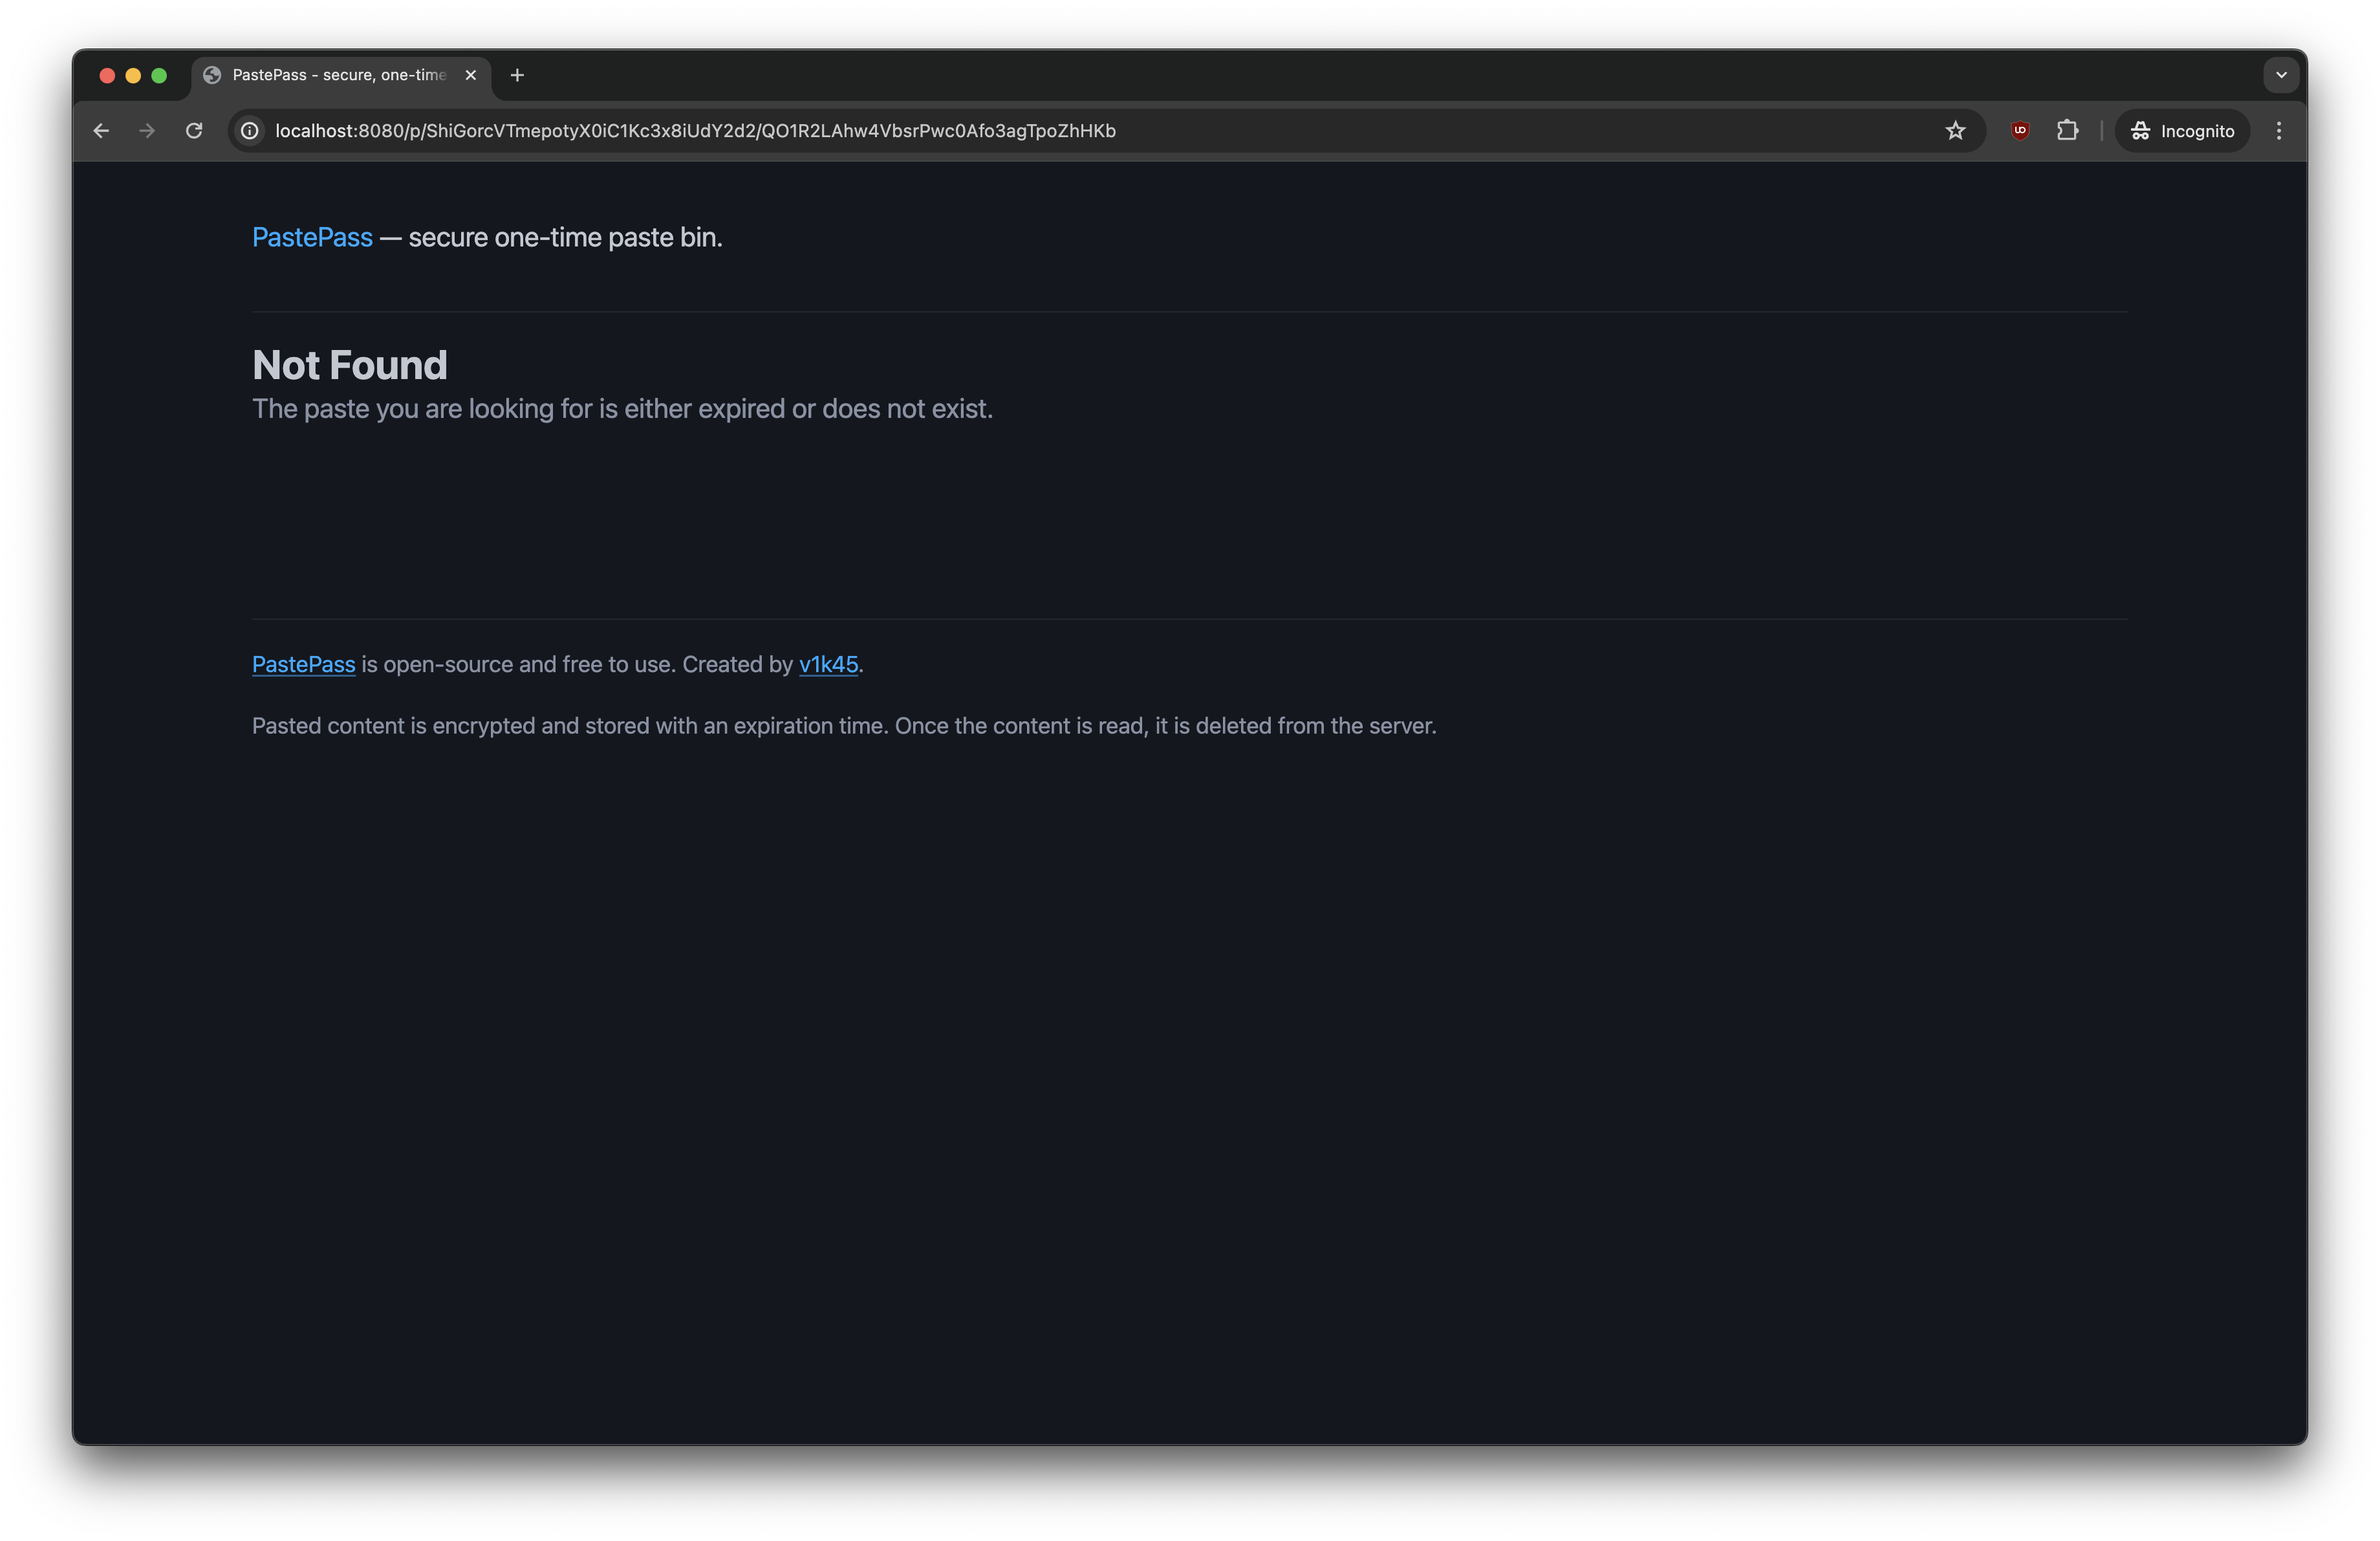 PastePass - secure, one-time
localhost:8080/p/ShiGorcVTmepotyX0iC1Kc3x8iUdY2d2/QO1R2LAhw4VbsrPwc0Afo3agTpoZhHKb
Incognito
PastePass — secure one-time paste bin.
Not Found
The paste you are looking for is either expired or does not exist.
PastePass is open-source and free to use. Created by v1k45.
Pasted content is encrypted and stored with an expiration time. Once the content is read, it is deleted from the server.